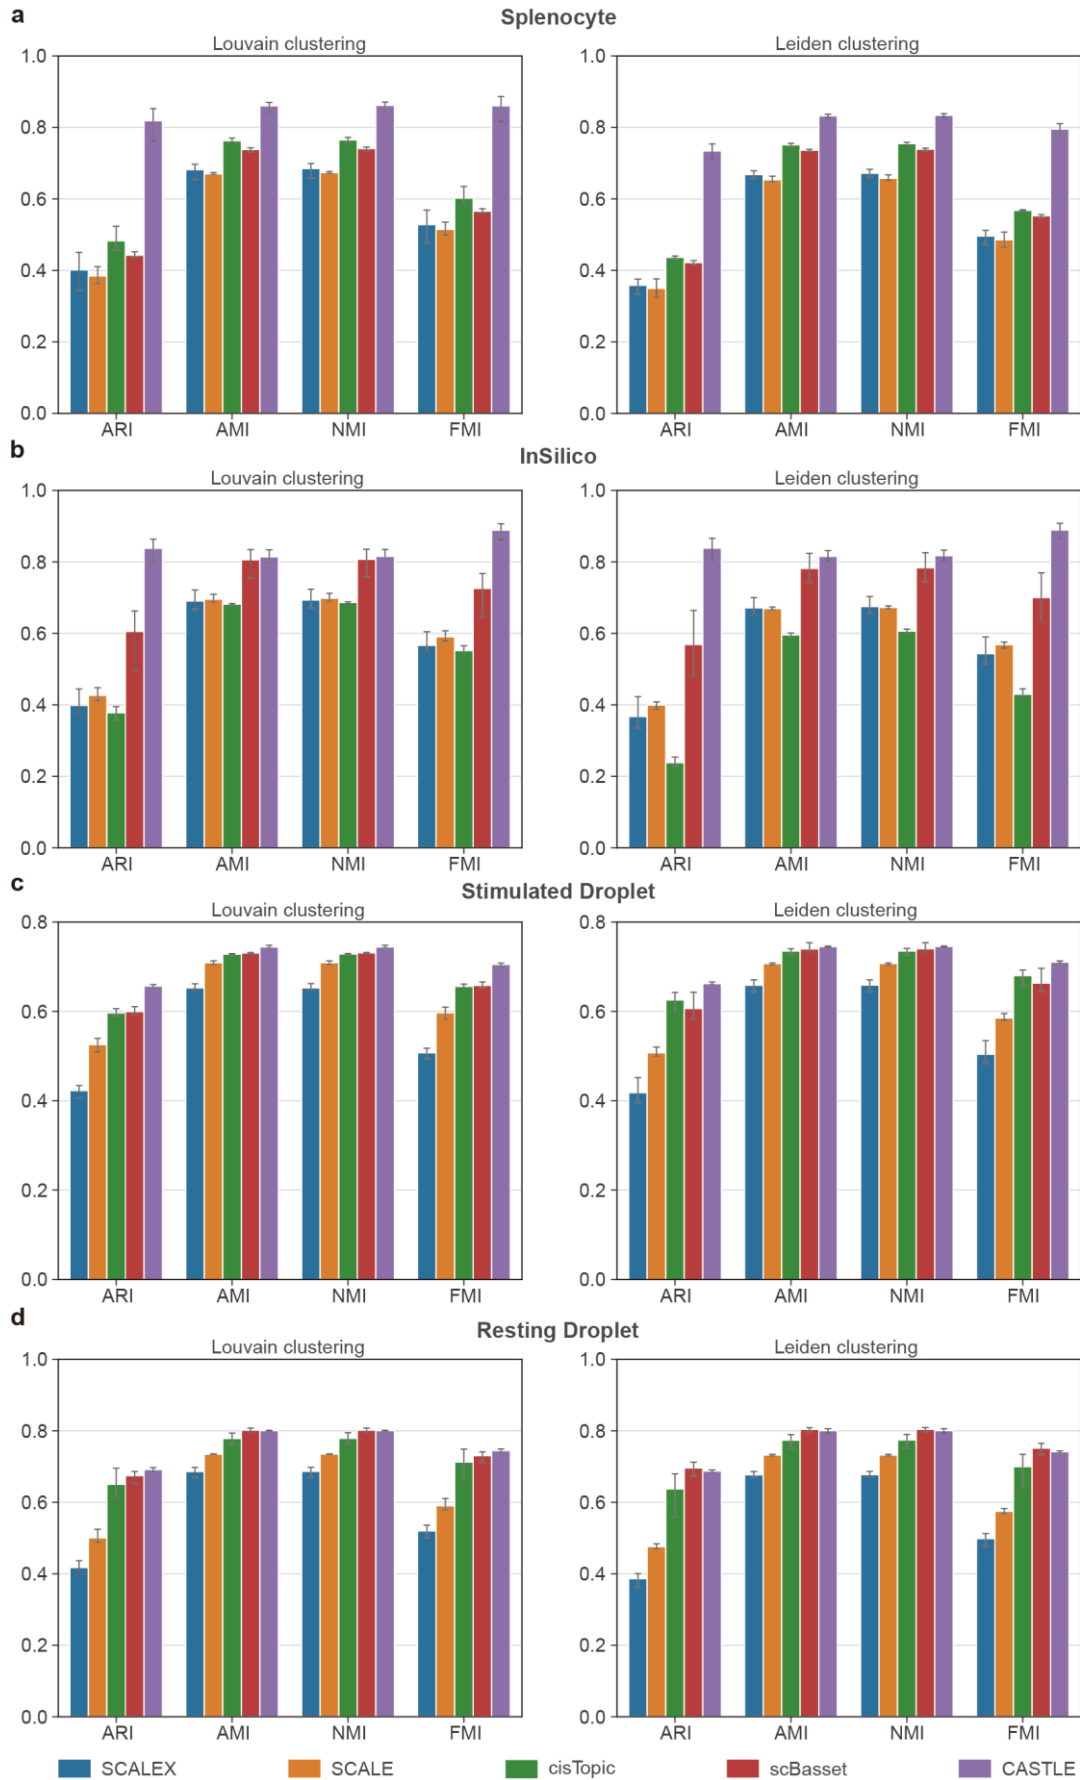 a
Splenocyte
Louvain clustering
Leiden clustering
1.0
0.8
0.6
0.4
0.2
0.0
ARI AMI NMI FMI
1.0
0.8
0.6
0.4
0.2
0.0
ARI AMI NMI FMI
b
InSilico
Louvain clustering
Leiden clustering
1.0
0.8
0.6
0.4
0.2
0.0
ARI AMI NMI FMI
1.0
0.8
0.6
0.4
0.2
0.0
ARI AMI NMI FMI
c
Stimulated Droplet
Louvain clustering
Leiden clustering
0.8
0.6
0.4
0.2
0.0
ARI AMI NMI FMI
0.8
0.6
0.4
0.2
0.0
ARI AMI NMI FMI
d
Resting Droplet
Louvain clustering
Leiden clustering
1.0
0.8
0.6
0.4
0.2
0.0
ARI AMI NMI FMI
1.0
0.8
0.6
0.4
0.2
0.0
ARI AMI NMI FMI
SCALEX SCALE cisTopic scBasset CASTLE